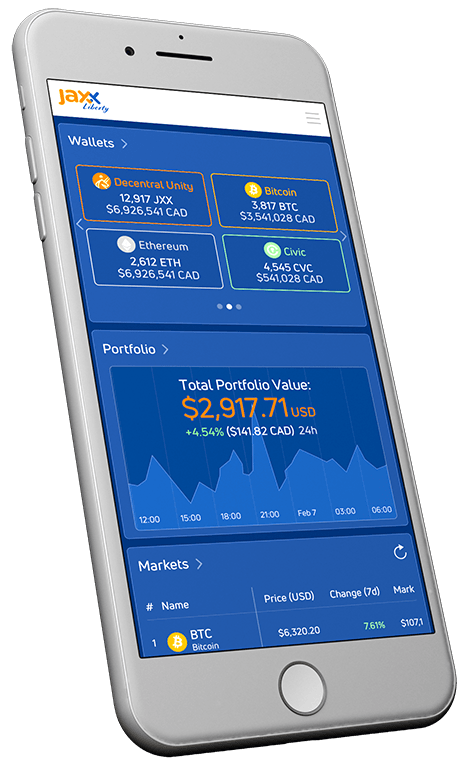 jaxx
Liberty
Wallets
Decentral Unity
12,917 JXX
$6,926,541 CAD
Bitcoin
3,817 BTC
$3,541,028 CAD
Ethereum
2,612 ETH
$6,926,541 CAD
Civic
4,545 CVC
$541,028 CAD
Portfolio
Total Portfolio Value:
$2,917.71 USD
+4.54% ($141.82 CAD) 24h
12:00 15:00 18:00 21:00 Feb 7 03:00 06:00
Markets
# Name Price (USD) Change (7d) Mark
1 BTC Bitcoin $6,320.20 7.61% $107,1